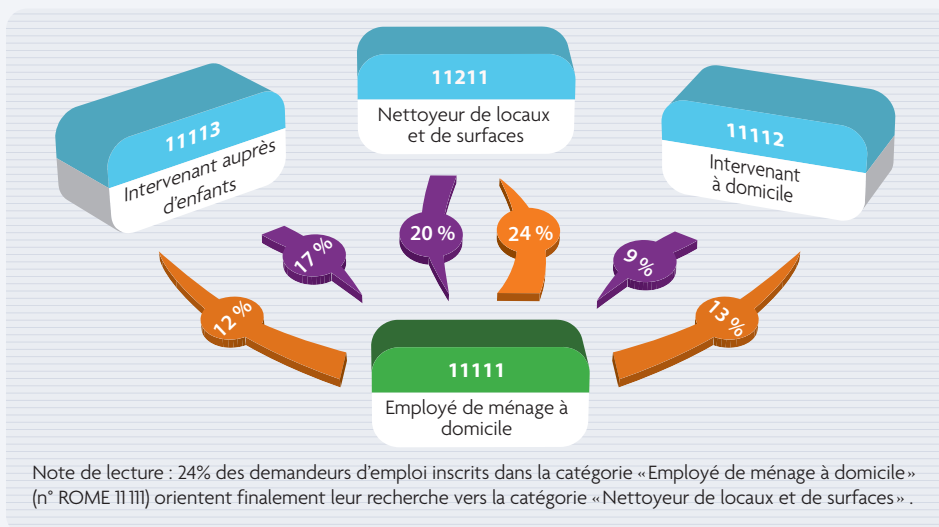 11211
Nettoyeur de locaux
et de surfaces
11113
Intervenant auprès
d'enfants
11112
Intervenant
à domicile
17 %
20 %
24 %
9 %
12 %
13 %
11111
Employé de ménage à
domicile
Note de lecture : 24% des demandeurs d'emploi inscrits dans la catégorie «Employé de ménage à domicile»
(n° ROME 11111) orientent finalement leur recherche vers la catégorie «Nettoyeur de locaux et de surfaces» .